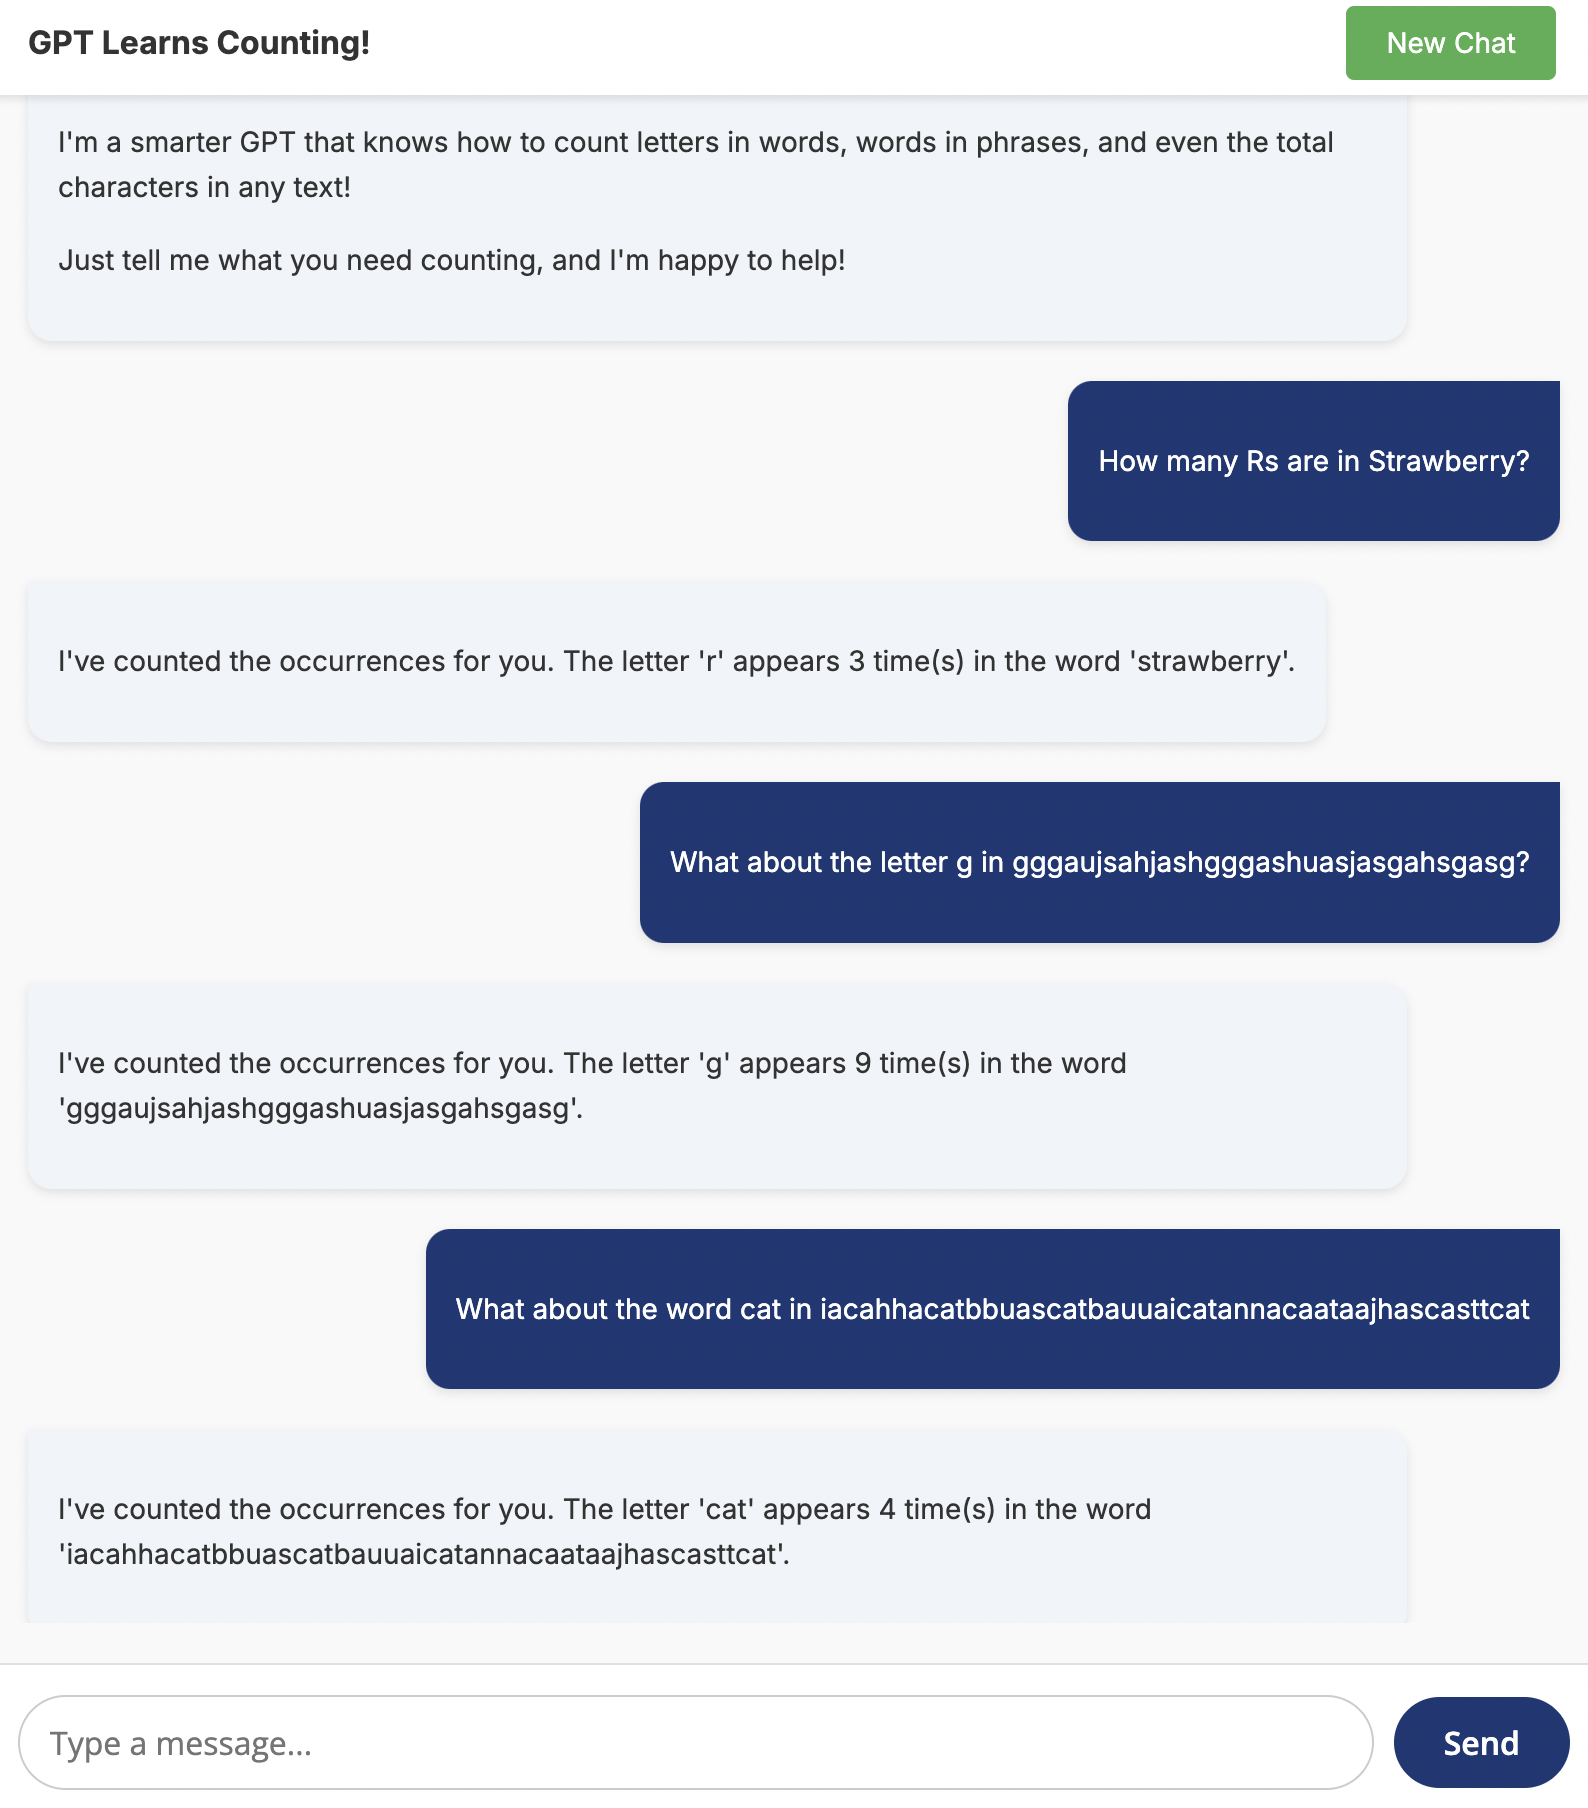 GPT Learns Counting!
New Chat
I'm a smarter GPT that knows how to count letters in words, words in phrases, and even the total
characters in any text!
Just tell me what you need counting, and I'm happy to help!
How many Rs are in Strawberry?
I've counted the occurrences for you. The letter 'r' appears 3 time(s) in the word 'strawberry'.
What about the letter g in gggaujsahjashgggashuasjasgahsgasg?
I've counted the occurrences for you. The letter 'g' appears 9 time(s) in the word
'gggaujsahjashgggashuasjasgahsgasg'.
What about the word cat in iacahhacatbbuascatbauuaicatannacaataajhascasttcat
I've counted the occurrences for you. The letter 'cat' appears 4 time(s) in the word
'iacahhacatbbuascatbauuaicatannacaataajhascasttcat'.
Type a message...
Send